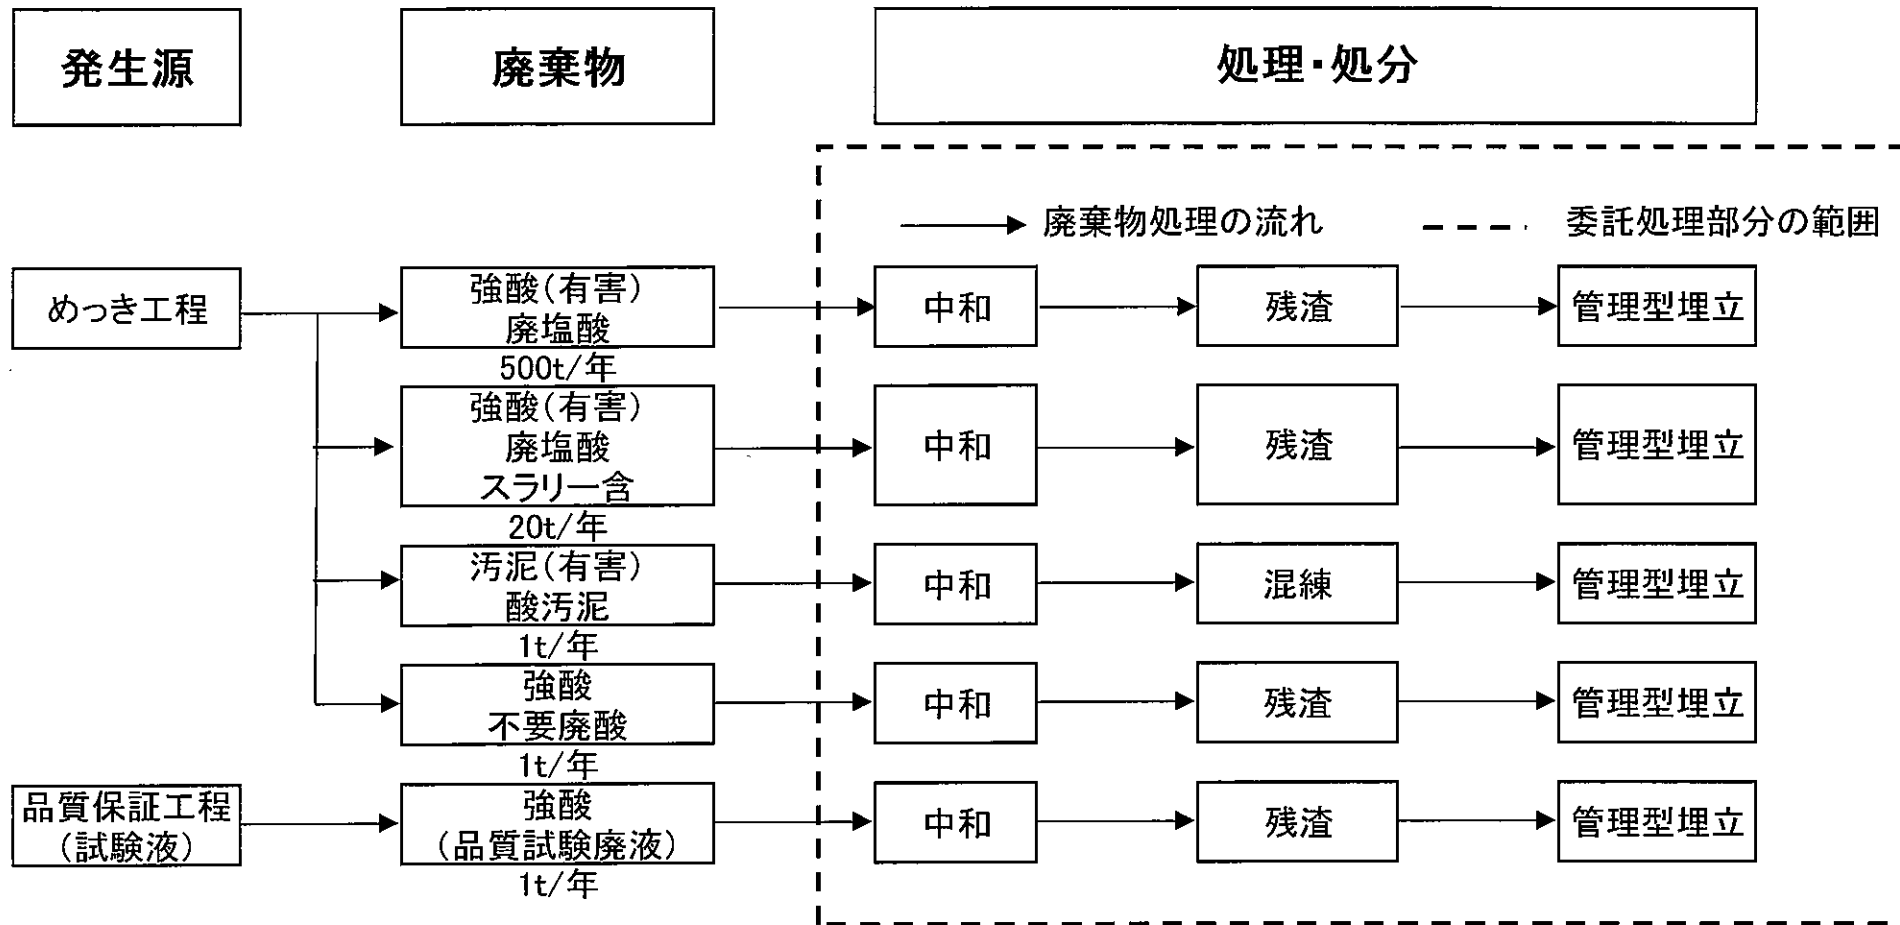 発生源
廃棄物
処理・処分
廃棄物処理の流れ
委託処理部分の範囲
めっき工程
強酸(有害)
廃塩酸
500t/年
中和
残渣
管理型埋立
強酸(有害)
廃塩酸
スラリー含
20t/年
中和
残渣
管理型埋立
汚泥(有害)
酸汚泥
1t/年
中和
混練
管理型埋立
強酸
不要廃酸
1t/年
中和
残渣
管理型埋立
品質保証工程
(試験液)
強酸
(品質試験廃液)
1t/年
中和
残渣
管理型埋立